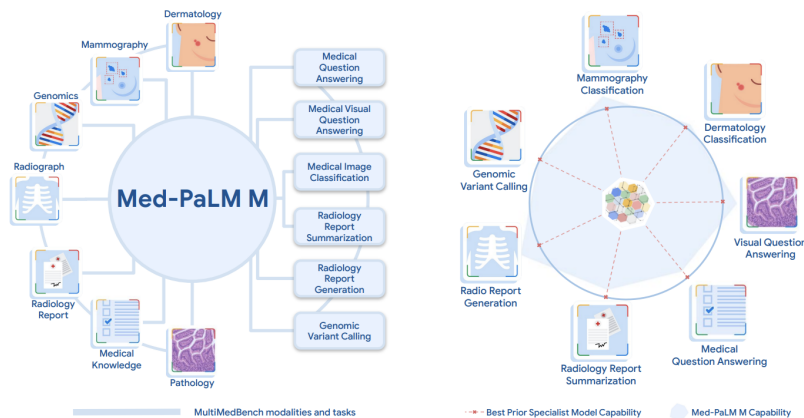 Dermatology
Mammography
Genomics
Radiograph
Radiology
Report
Medical
Knowledge
Pathology
Med-PaLM M
Medical
Question
Answering
Medical Visual
Question
Answering
Medical Image
Classification
Radiology
Report
Summarization
Radiology
Report
Generation
Genomic
Variant Calling
MultiMedBench modalities and tasks
Mammography
Classification
Dermatology
Classification
Genomic
Variant Calling
Visual Question
Answering
Radio Report
Generation
Medical
Question Answering
Radiology Report
Summarization
Best Prior Specialist Model Capability
Med-PaLM M Capability